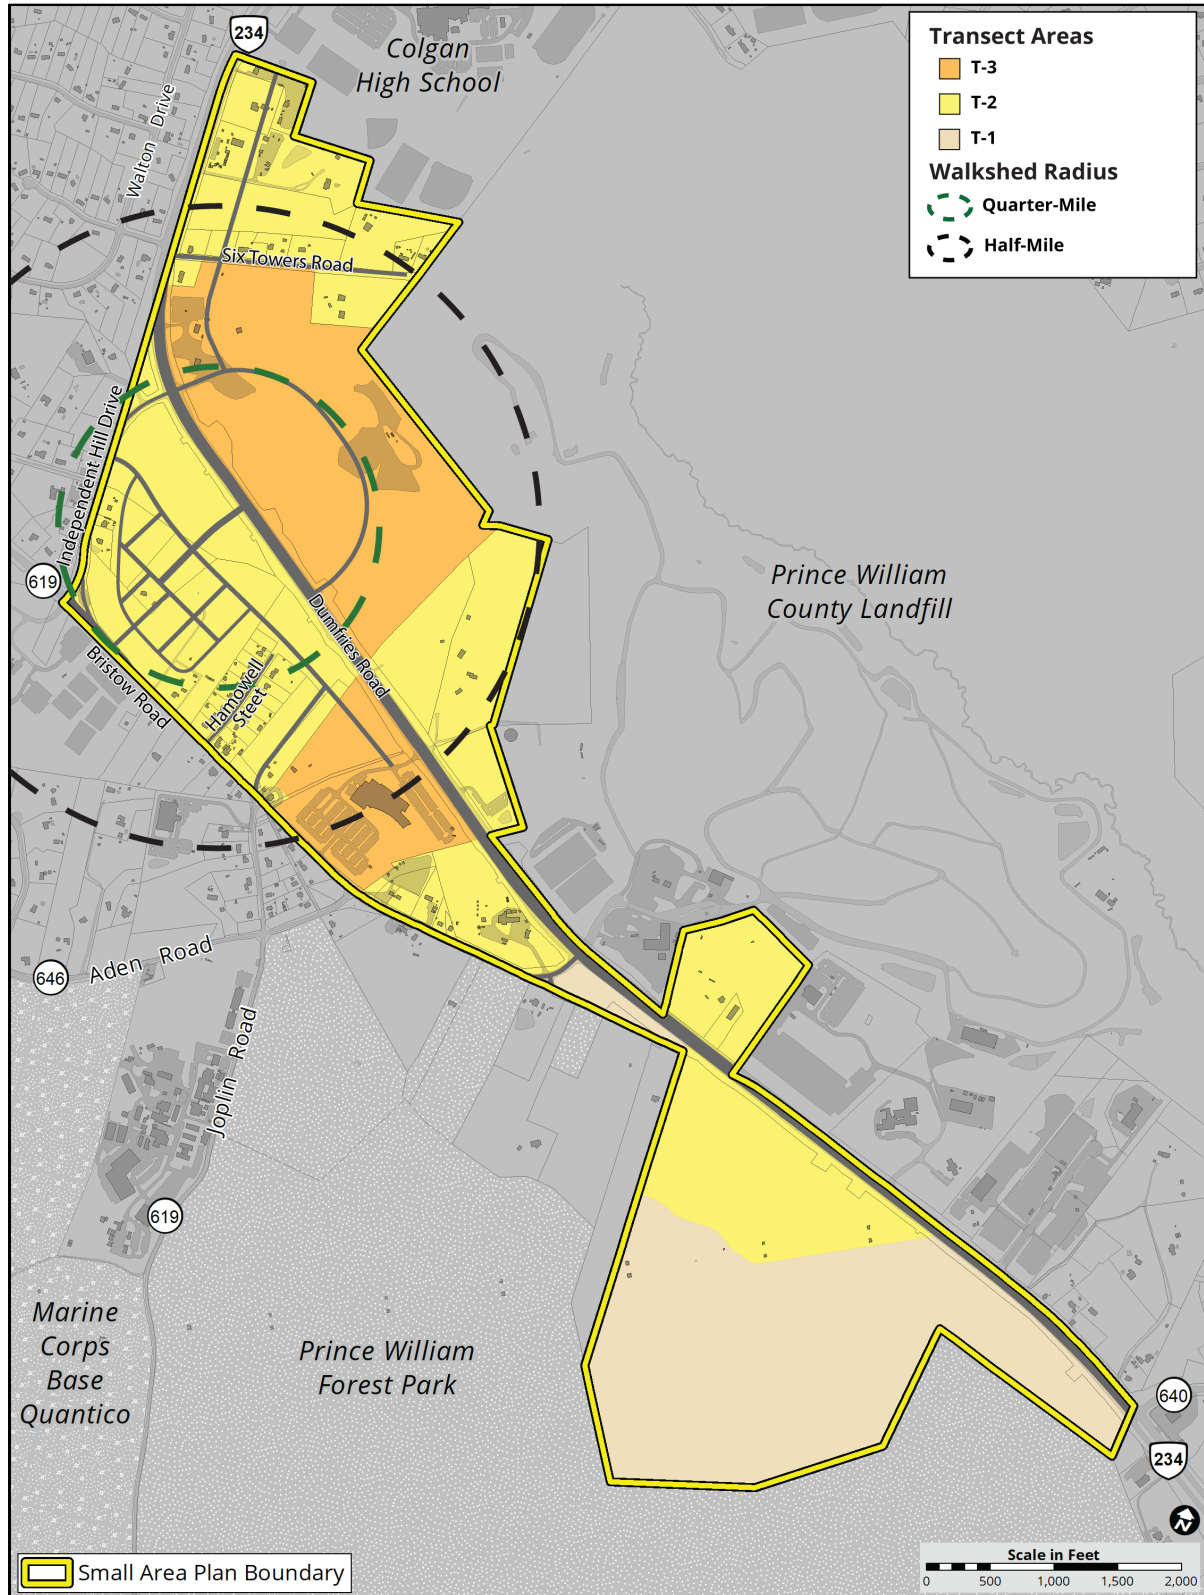 234
Colgan
High School
Transect Areas
T-3
T-2
T-1
Walkshed Radius
Quarter-Mile
Half-Mile
Walton Drive
Six Towers Road
Independent Hill Drive
619
Dumfries Road
Prince William
County Landfill
Bristow Road
Hamowell
Steet
646
Aden Road
Joplin Road
619
Marine
Corps
Base
Quantico
Prince William
Forest Park
640
234
N
Small Area Plan Boundary
Scale in Feet
0 500 1,000 1,500 2,000